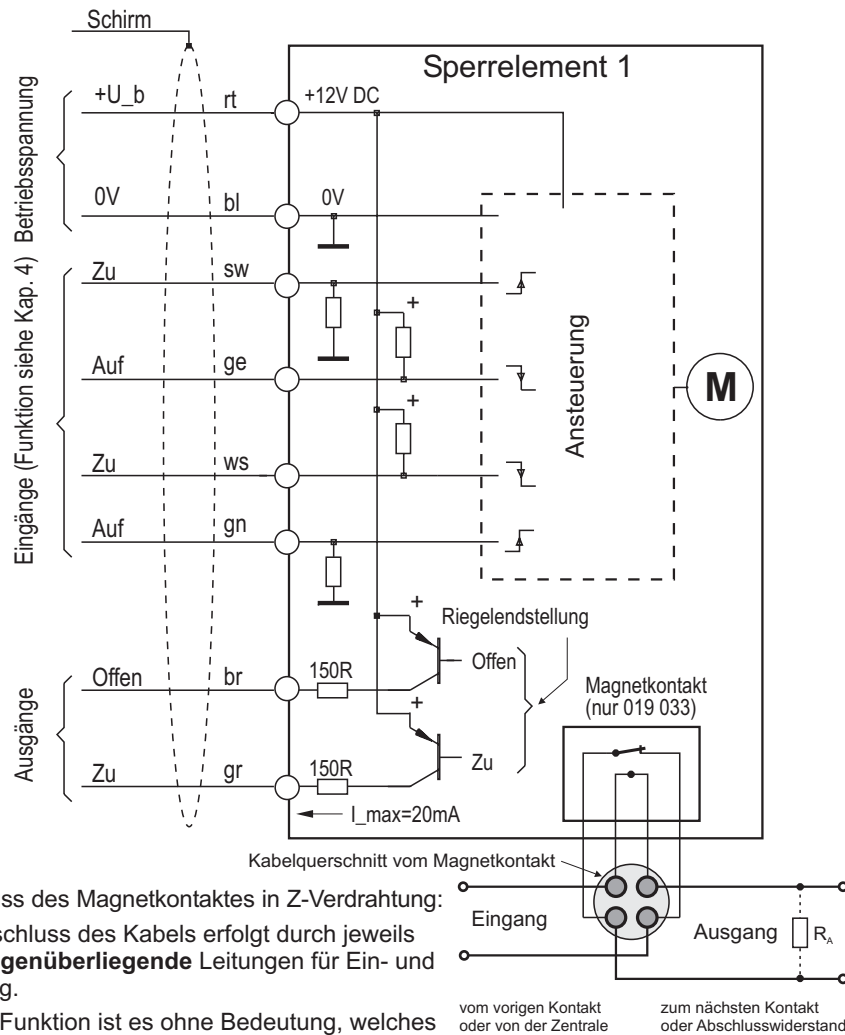 Schirm
Sperrelement 1
+U_b rt +12V DC
0V bl 0V
Betriebsspannung
Zu sw
+
Auf ge
+
Zu ws
Auf gn
Eingänge (Funktion siehe Kap. 4)
Ansteuerung
M
+
Riegelendstellung
Offen br 150R Offen
+
Magnetkontakt
(nur 019 033)
Zu gr 150R Zu
Ausgänge
I_max=20mA
Kabelquerschnitt vom Magnetkontakt
Eingang
Ausgang
R_A
vom vorigen Kontakt
oder von der Zentrale
zum nächsten Kontakt
oder Abschlusswiderstand
ss des Magnetkontaktes in Z-Verdrahtung:
schluss des Kabels erfolgt durch jeweils
genüberliegende Leitungen für Ein- und
g.
Funktion ist es ohne Bedeutung, welches